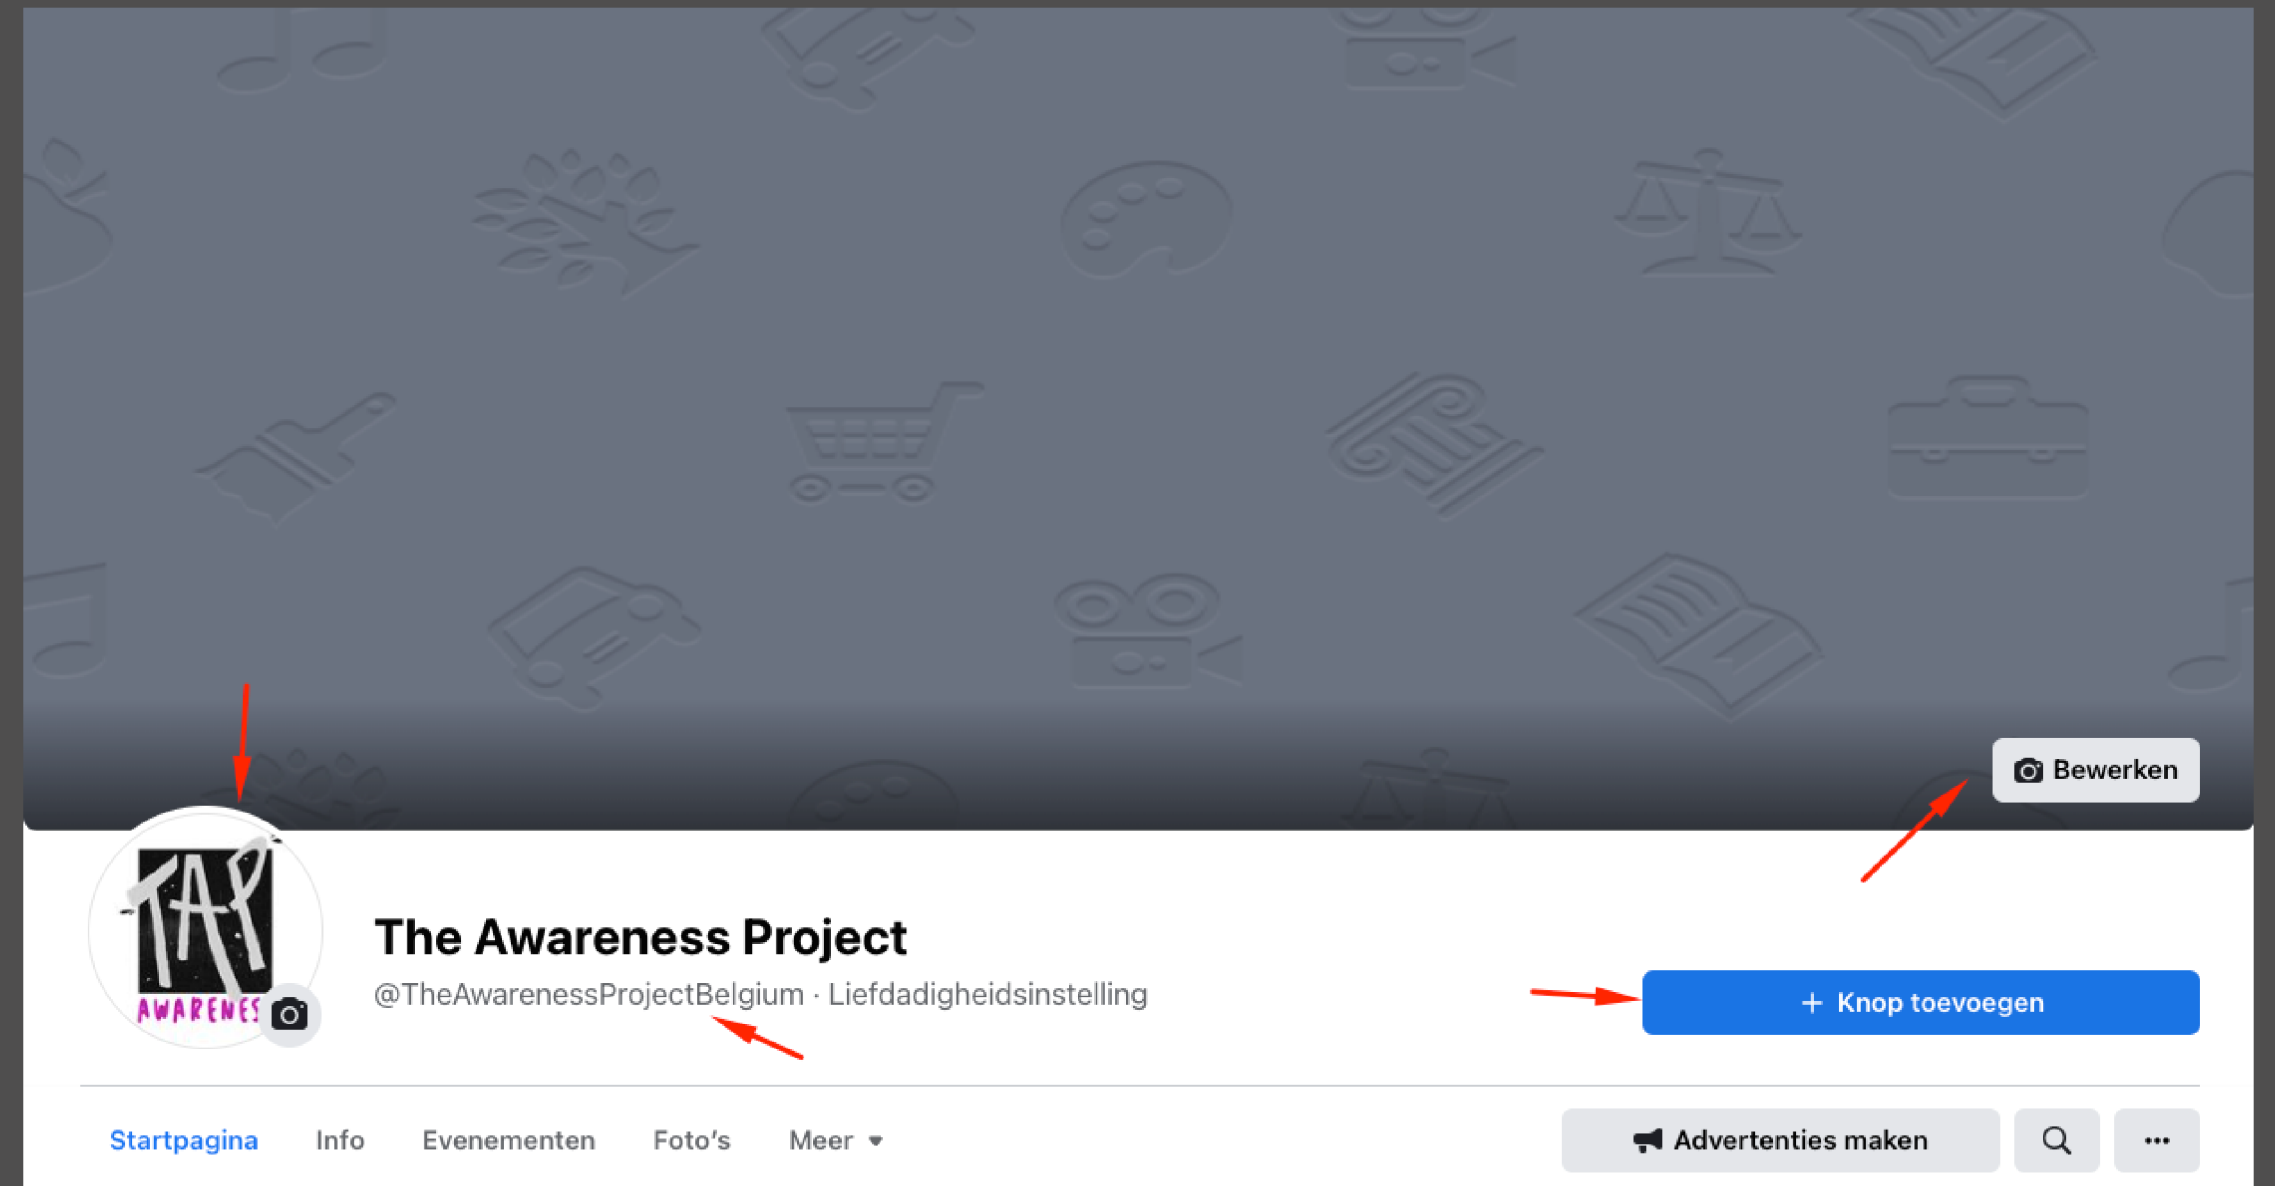 Bewerken
TAP
AWARENES
The Awareness Project
@TheAwarenessProjectBelgium · Liefdadigheidsinstelling
+ Knop toevoegen
Startpagina Info Evenementen Foto's Meer
Advertenties maken